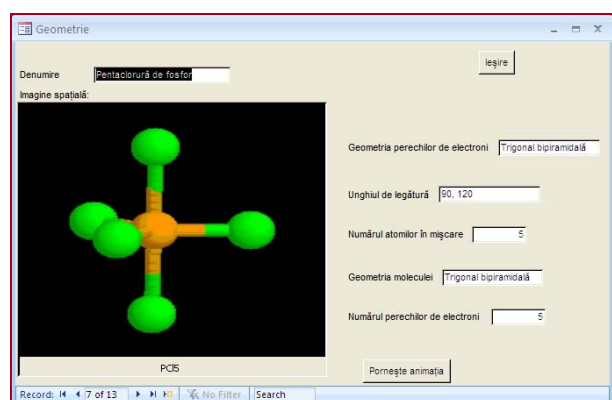 Geometrie
Ieşire
Denumire Pentaclorură de fosfor
Imagine spaţială:
Geometria perechilor de electroni Trigonal bipiramidală
Unghiul de legătură 90, 120
Numărul atomilor în mişcare 5
Geometria moleculei Trigonal bipiramidală
Numărul perechilor de electroni 5
PCl5
Porneşte animaţia
Record: 7 of 13 No Filter Search